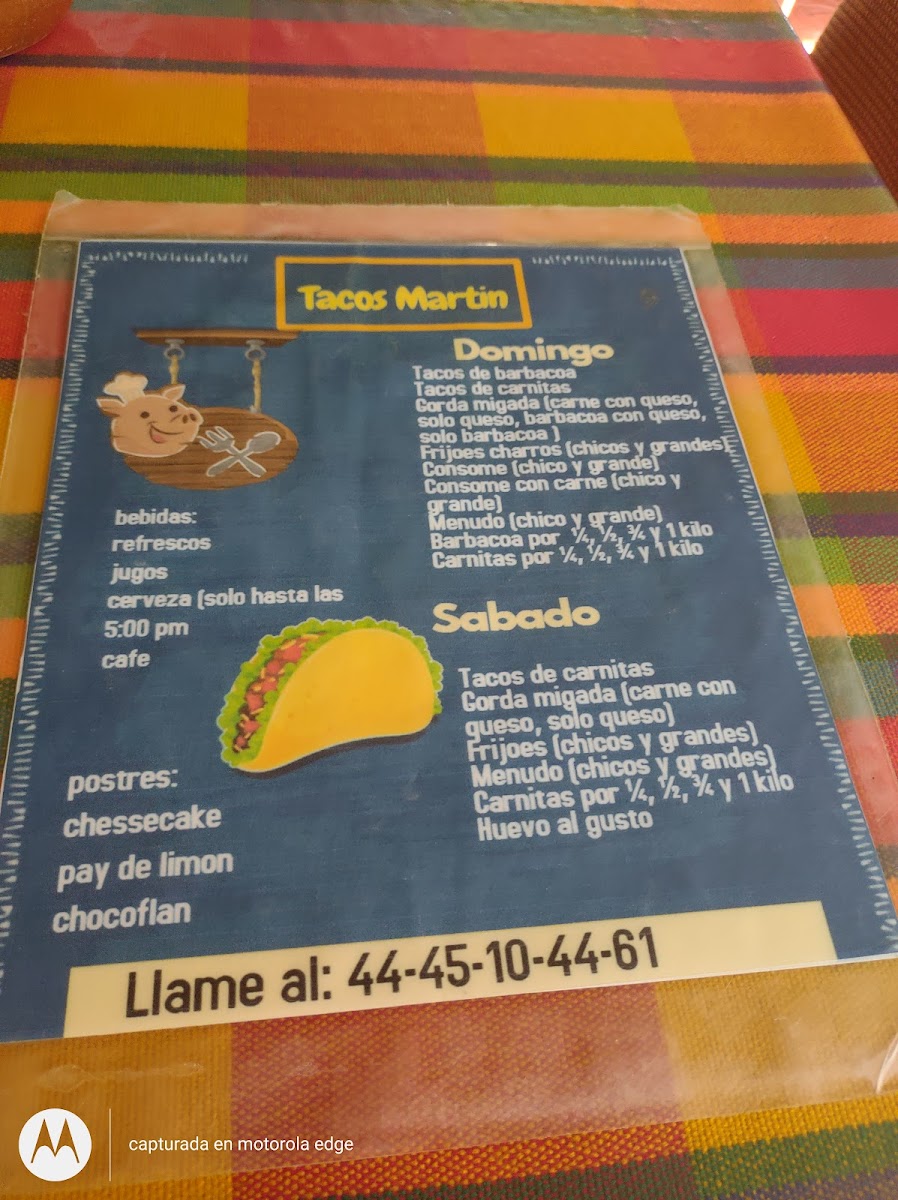 Tacos Martin
Domingo
Tacos de barbacoa
Tacos de carnitas
Gorda migada (carne con queso,
solo queso, barbacoa con queso,
solo barbacoa )
Frijoes charros (chicos y grandes)
Consome (chico y grande)
Consome con carne (chico y
grande)
Menudo (chico y grande)
Barbacoa por ¼, ½, ¾ y 1 kilo
Carnitas por ¼, ½, ¾ y 1 kilo
bebidas:
refrescos
jugos
cerveza (solo hasta las
5:00 pm
cafe
Sabado
Tacos de carnitas
Gorda migada (carne con
queso, solo queso)
Frijoes (chicos y grandes)
Menudo (chicos y grandes)
Carnitas por ¼, ½, ¾ y 1 kilo
Huevo al gusto
postres:
chessecake
pay de limon
chocoflan
Llame al: 44-45-10-44-61
capturada en motorola edge